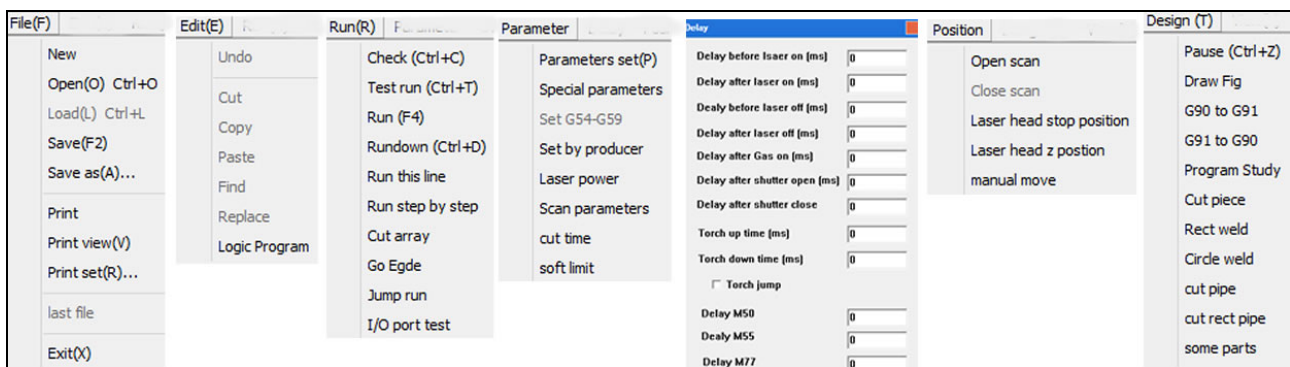 File(F)
New
Open(O) Ctrl+O
Load(L) Ctrl+L
Save(F2)
Save as(A)...
Print
Print view(V)
Print set(R)...
last file
Exit(X)
Edit(E)
Undo
Cut
Copy
Paste
Find
Replace
Logic Program
Run(R)
Check (Ctrl+C)
Test run (Ctrl+T)
Run (F4)
Rundown (Ctrl+D)
Run this line
Run step by step
Cut array
Go Egde
Jump run
I/O port test
Parameter
Parameters set(P)
Special parameters
Set G54-G59
Set by producer
Laser power
Scan parameters
cut time
soft limit
Delay
Delay before lsaer on (ms) 0
Delay after laser on (ms) 0
Dealy before laser off (ms) 0
Delay after laser off (ms) 0
Delay after Gas on (ms) 0
Delay after shutter open (ms) 0
Delay after shutter close 0
Torch up time (ms) 0
Torch down time (ms) 0
Torch jump
Delay M50 0
Dealy M55 0
Delay M77 0
Position
Open scan
Close scan
Laser head stop position
Laser head z postion
manual move
Design (T)
Pause (Ctrl+Z)
Draw Fig
G90 to G91
G91 to G90
Program Study
Cut piece
Rect weld
Circle weld
cut pipe
cut rect pipe
some parts